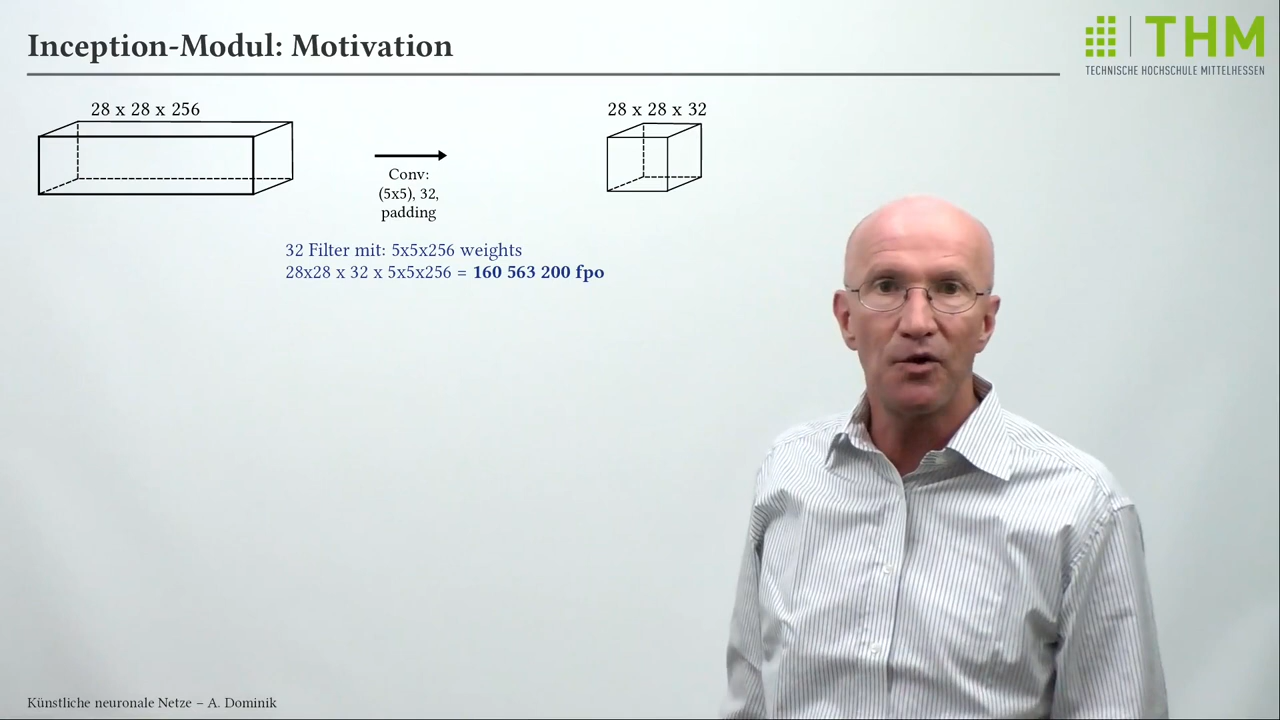 Inception-Modul: Motivation
THM
TECHNISCHE HOCHSCHULE MITTELHESSEN
28 x 28 x 256
28 x 28 x 32
Conv:
(5x5), 32,
padding
32 Filter mit: 5x5x256 weights
28x28 x 32 x 5x5x256 = 160 563 200 fpo
Künstliche neuronale Netze – A. Dominik